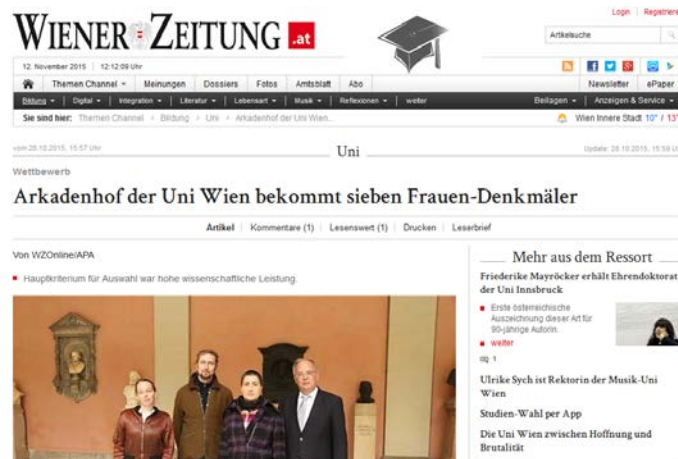 WIENER ZEITUNG .at
Login Registriere
Artikelsuche
12. November 2015 12:12:09 Uhr
Themen Channel Meinungen Dossiers Fotos Amtsblatt Abo Newsletter ePaper
Bildung Digital Integration Literatur Lebensart Musik Reflexionen weiter Beilagen Anzeigen & Service
Sie sind hier: Themen Channel Bildung Uni Arkadenhof der Uni Wien... Wien Innere Stadt 10° / 13°
vom 28.10.2015, 15:57 Uhr Uni Update: 28.10.2015, 15:59 U
Wettbewerb
Arkadenhof der Uni Wien bekommt sieben Frauen-Denkmäler
Artikel Kommentare (1) Lesenswert (1) Drucken Leserbrief
Von WZOnline/APA
Hauptkriterium für Auswahl war hohe wissenschaftliche Leistung.
Mehr aus dem Ressort
Friederike Mayröcker erhält Ehrendoktorat
der Uni Innsbruck
Erste österreichische
Auszeichnung dieser Art für
90-jährige Autorin.
weiter
Ulrike Sych ist Rektorin der Musik-Uni
Wien
Studien-Wahl per App
Die Uni Wien zwischen Hoffnung und
Brutalität